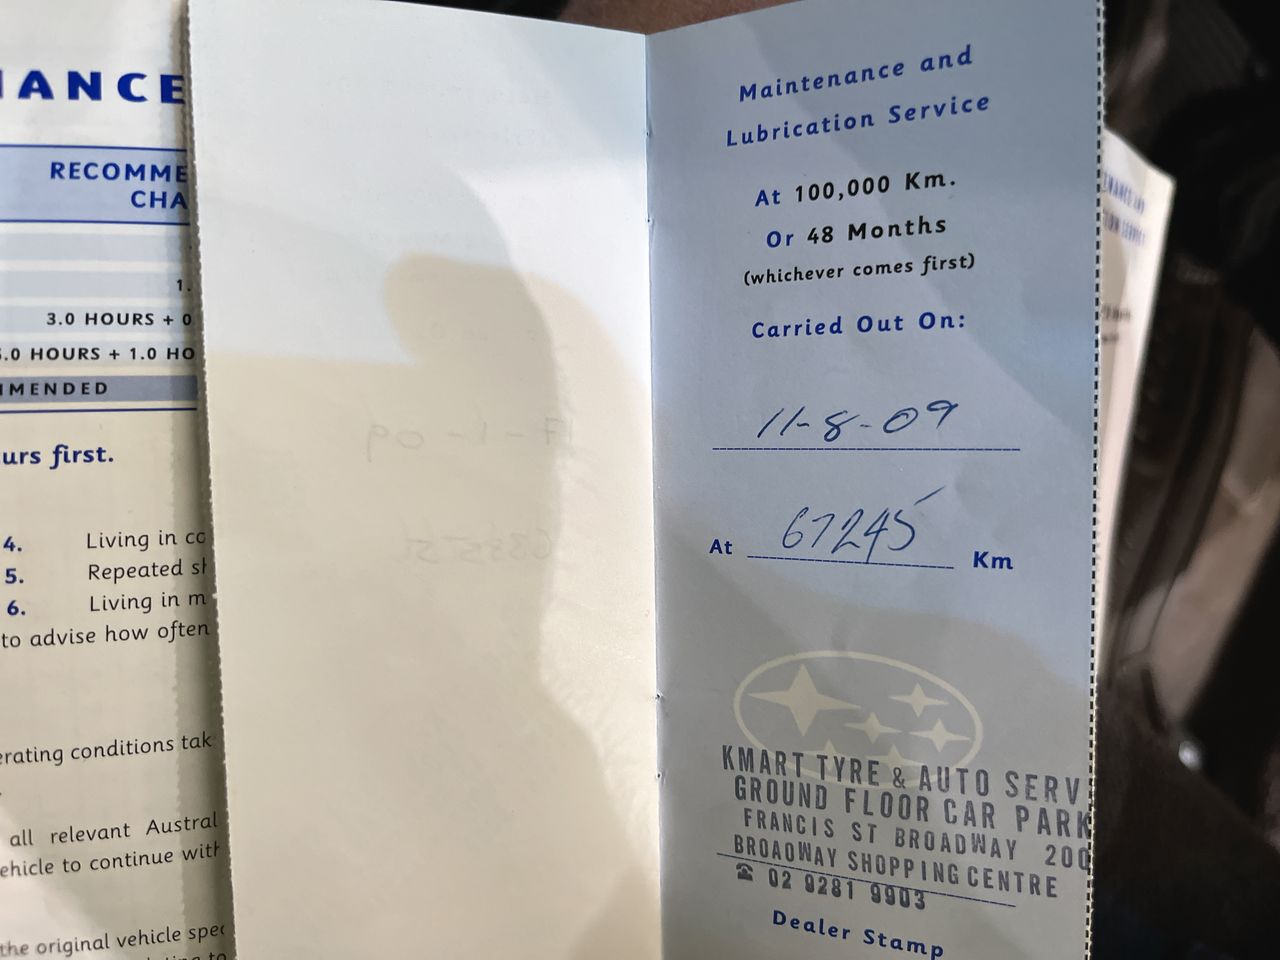 IANCE
RECOMME
CHA
1.
3.0 HOURS + 0
5.0 HOURS + 1.0 HO
MMENDED
urs first.
4. Living in co
5. Repeated sh
6. Living in m
to advise how often
erating conditions tak
all relevant Austral
ehicle to continue with
the original vehicle spec
Maintenance and
Lubrication Service
At 100,000 Km.
Or 48 Months
(whichever comes first)
Carried Out On:
11-8-09
At 67245 Km
KMART TYRE & AUTO SERV
GROUND FLOOR CAR PARK
FRANCIS ST BROADWAY 200
BROADWAY SHOPPING CENTRE
☎ 02 9281 9903
Dealer Stamp